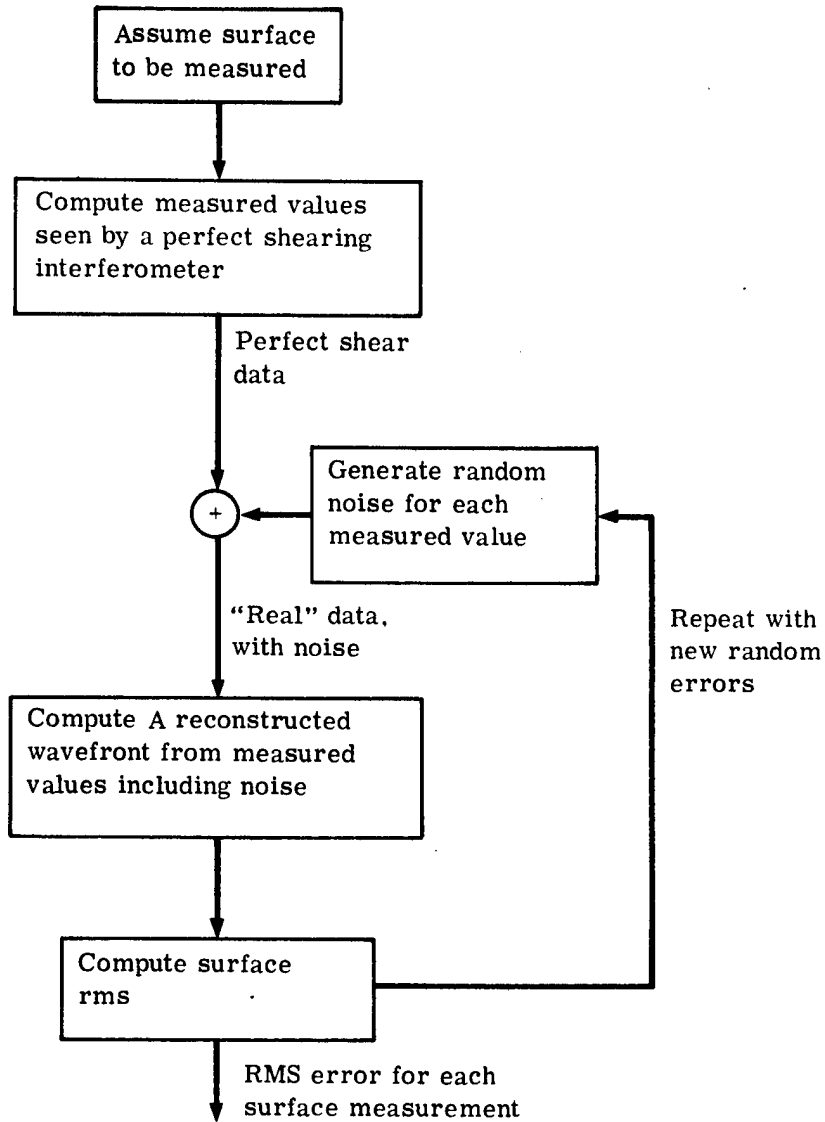 Assume surface
to be measured
Compute measured values
seen by a perfect shearing
interferometer
Perfect shear
data
Generate random
noise for each
measured value
+
“Real” data.
with noise
Repeat with
new random
errors
Compute A reconstructed
wavefront from measured
values including noise
Compute surface
rms
RMS error for each
surface measurement